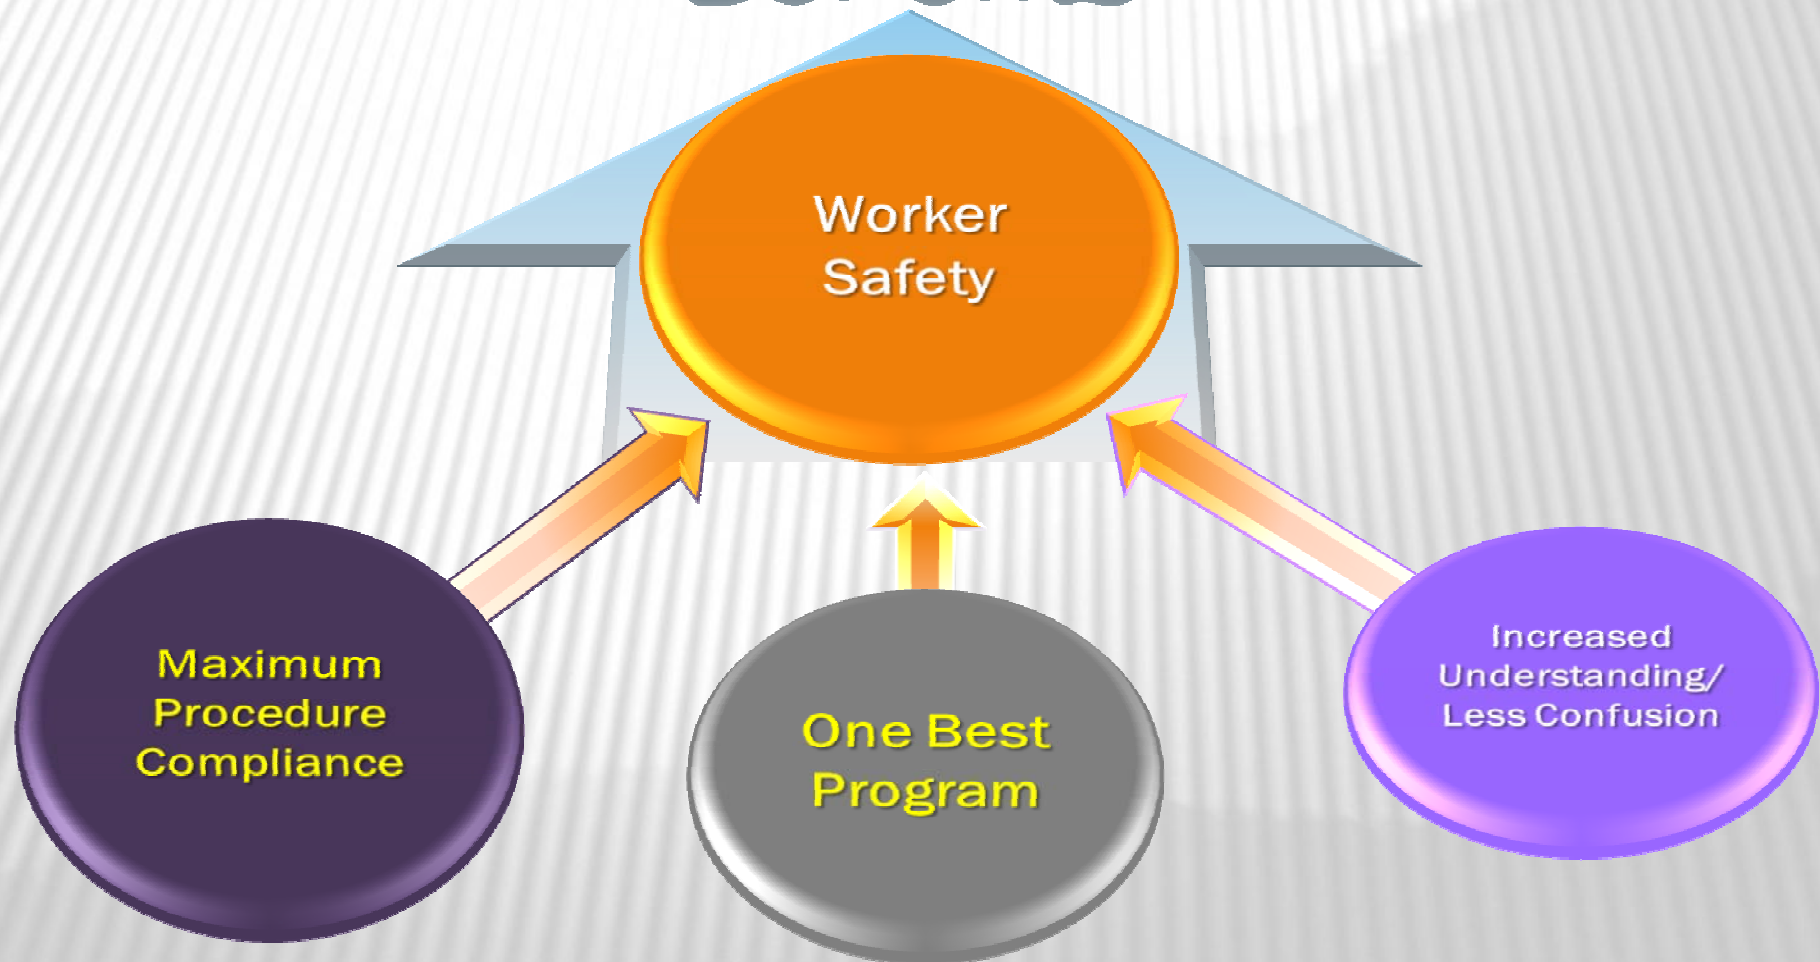 Worker
Safety
Maximum
Procedure
Compliance
One Best
Program
Increased
Understanding/
Less Confusion